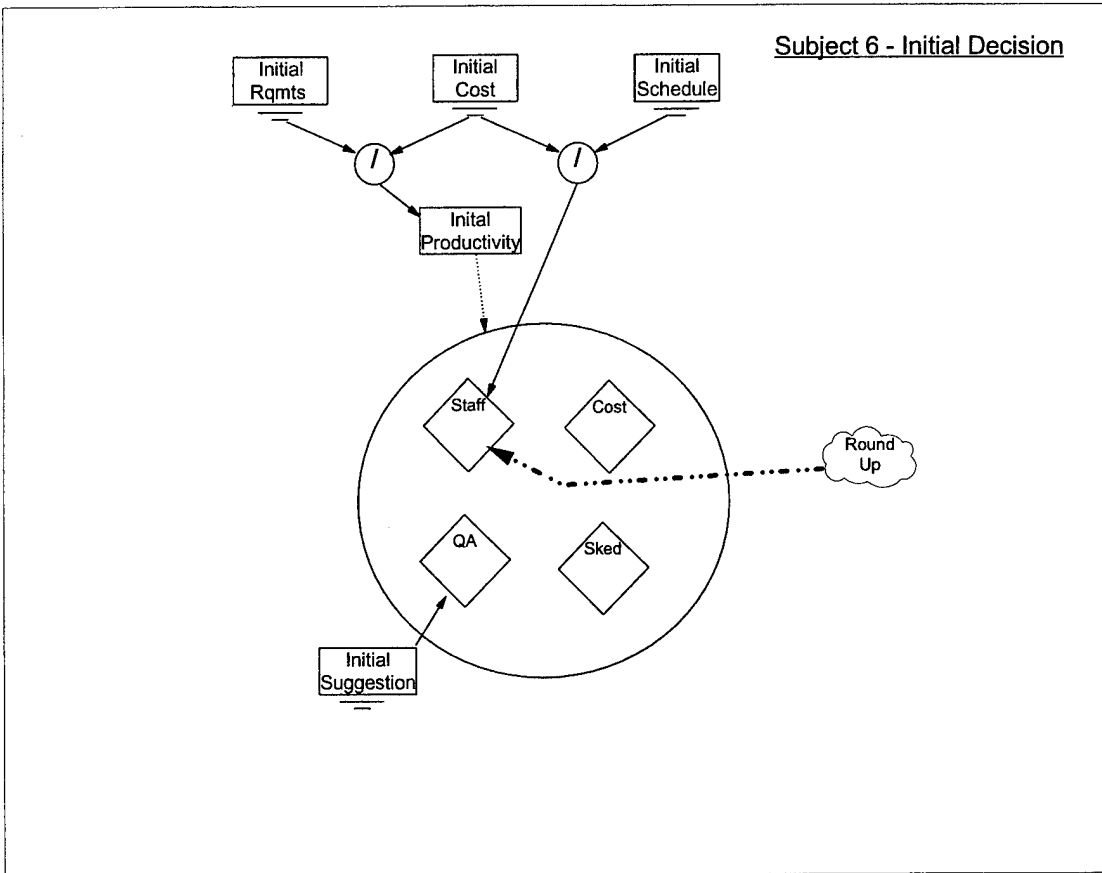 Subject 6 - Initial Decision
Initial
Rqmts
Initial
Cost
Initial
Schedule
/
/
Inital
Productivity
Staff
Cost
Round
Up
QA
Sked
Initial
Suggestion